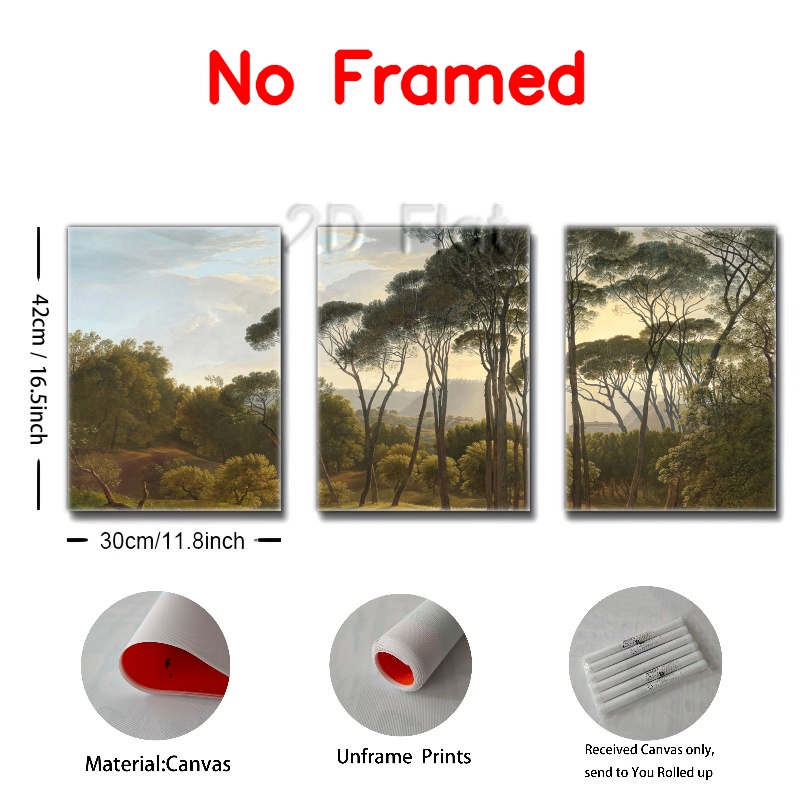 No Framed
2D Flat
42cm / 16.5inch
30cm/11.8inch
Material:Canvas
Unframe Prints
Received Canvas only,
send to You Rolled up